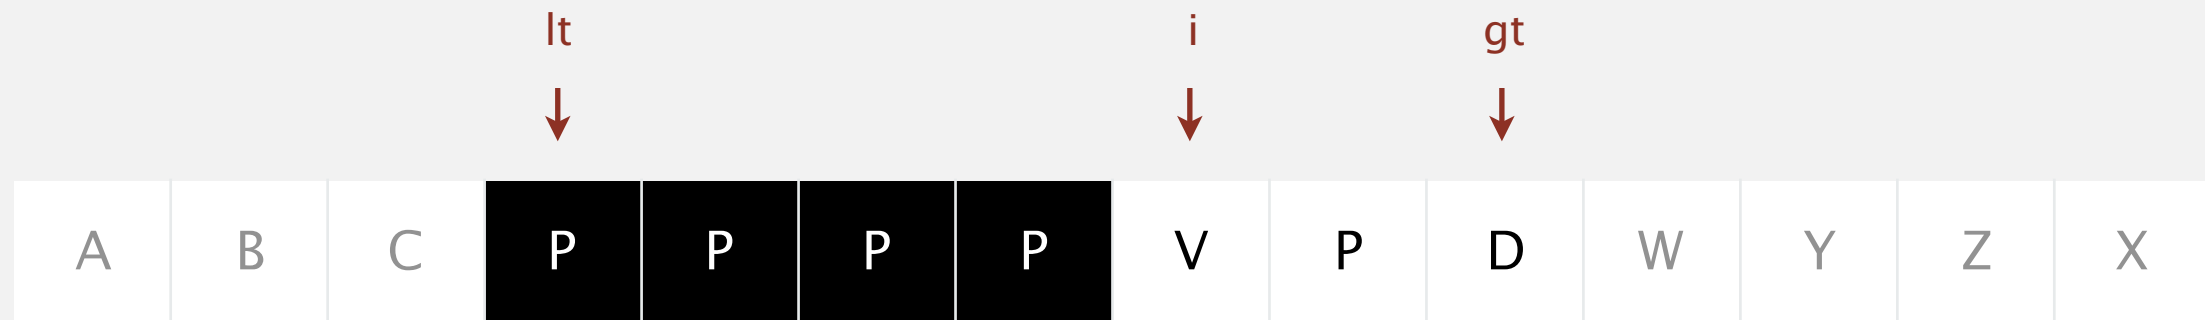 lt i gt
A B C P P P P V P D W Y Z X